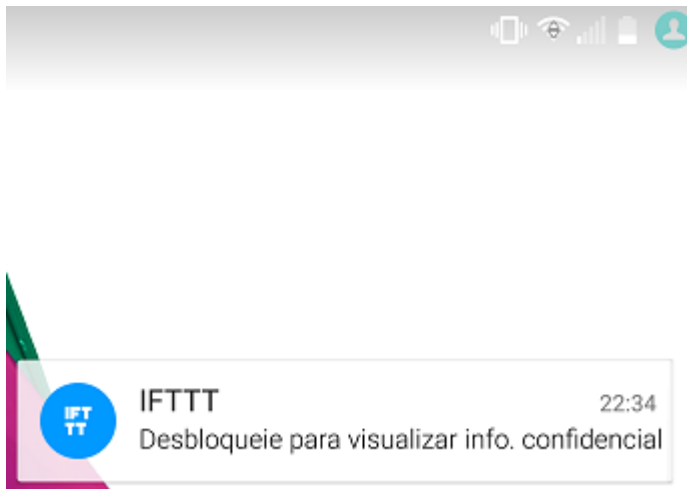 IFTTT 22:34
IFT
TT
Desbloqueie para visualizar info. confidencial